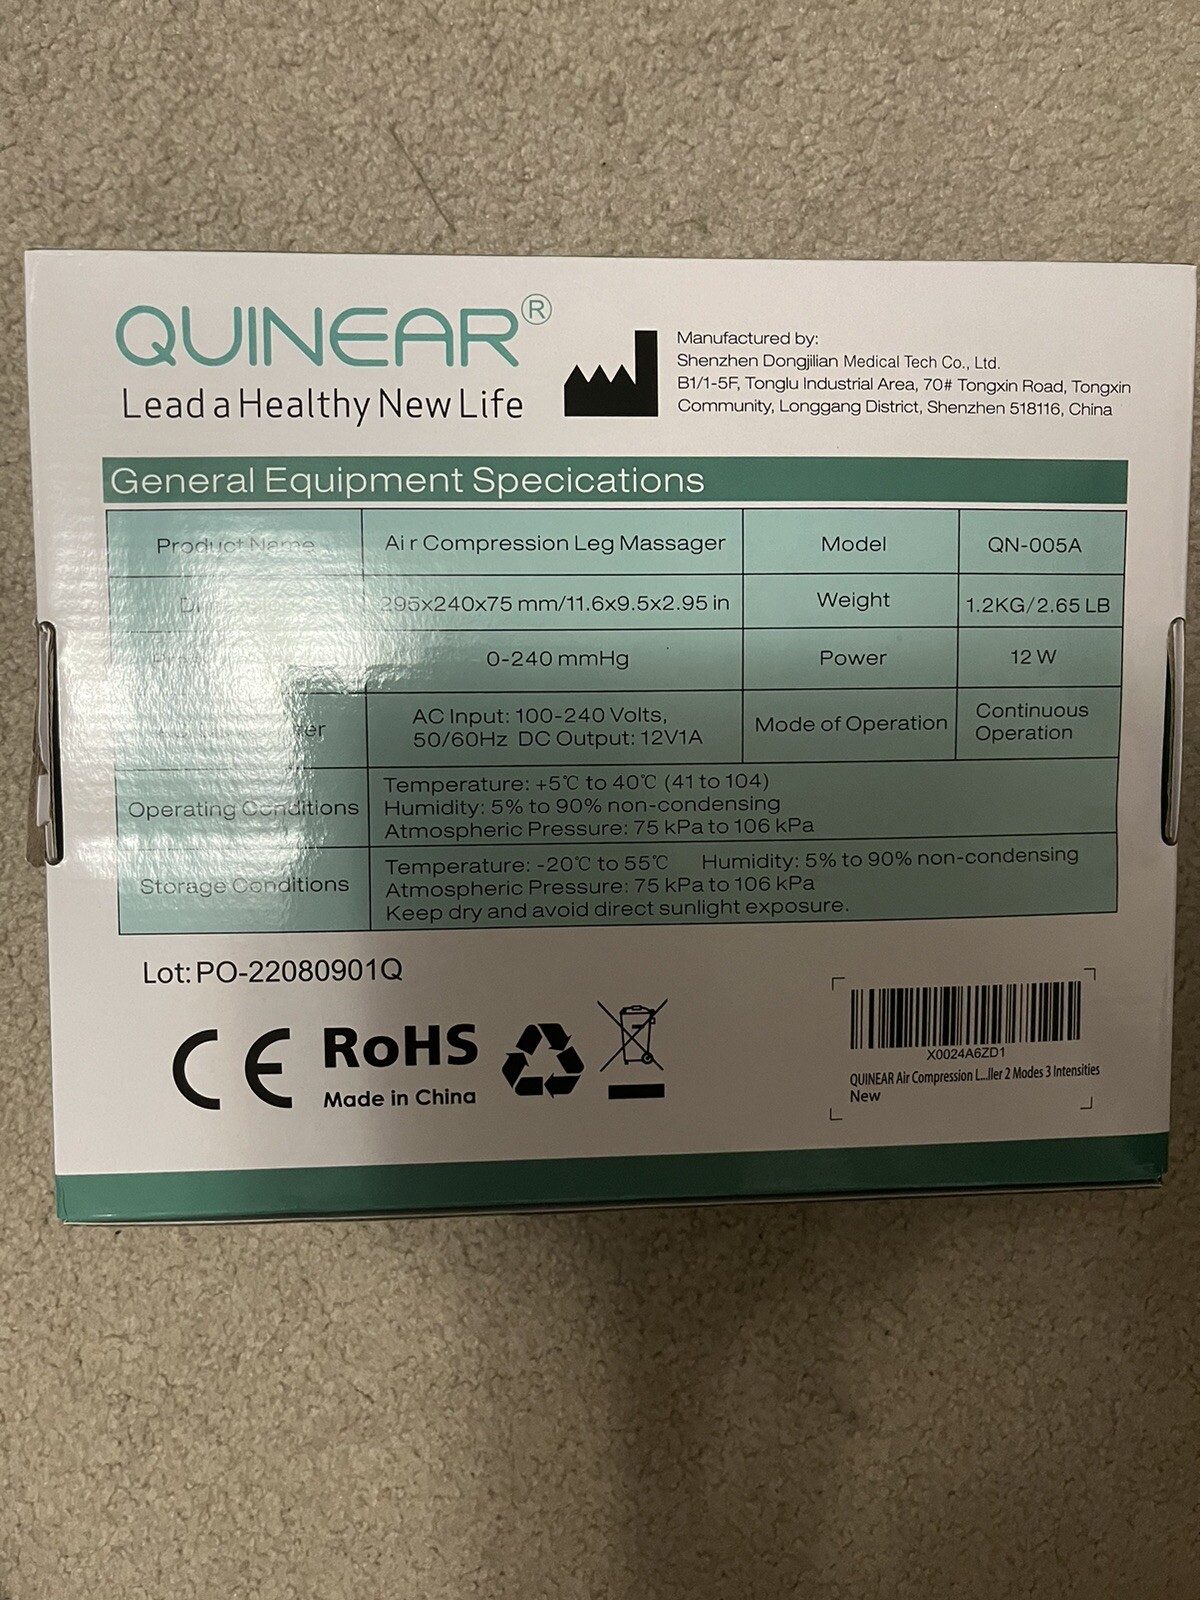 QUINEAR®
Lead a Healthy New Life
Manufactured by:
Shenzhen Dongjilian Medical Tech Co., Ltd.
B1/1-5F, Tonglu Industrial Area, 70# Tongxin Road, Tongxin
Community, Longgang District, Shenzhen 518116, China
General Equipment Specications
Product Name
Ai r Compression Leg Massager
Model
QN-005A
295x240x75 mm/11.6x9.5x2.95 in
Weight
1.2KG/2.65 LB
0-240 mmHg
Power
12 W
AC Input: 100-240 Volts,
50/60Hz DC Output: 12V1A
Mode of Operation
Continuous
Operation
Operating Conditions
Temperature: +5℃ to 40℃ (41 to 104)
Humidity: 5% to 90% non-condensing
Atmospheric Pressure: 75 kPa to 106 kPa
Storage Conditions
Temperature: -20℃ to 55℃ Humidity: 5% to 90% non-condensing
Atmospheric Pressure: 75 kPa to 106 kPa
Keep dry and avoid direct sunlight exposure.
Lot: PO-22080901Q
CE
RoHS
Made in China
X0024A6ZD1
QUINEAR Air Compression L...ller 2 Modes 3 Intensities
New